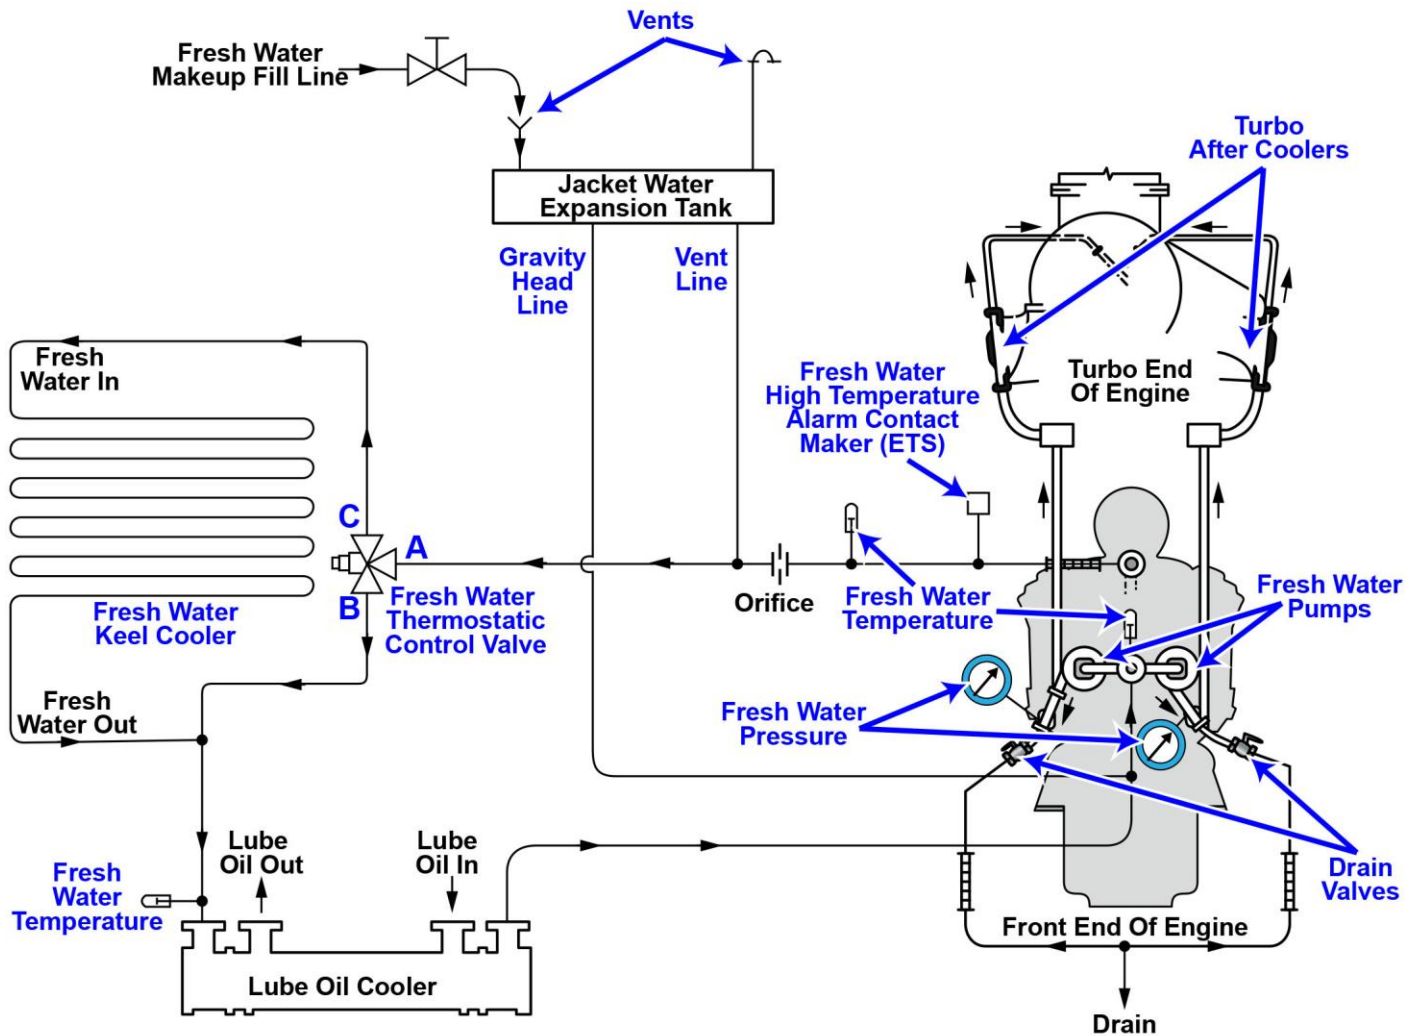 Vents
Fresh Water
Makeup Fill Line
Turbo
After Coolers
Jacket Water
Expansion Tank
Gravity
Head
Line
Vent
Line
Fresh
Water In
Fresh Water
High Temperature
Alarm Contact
Maker (ETS)
Turbo End
Of Engine
C
A
B
Fresh Water
Keel Cooler
Fresh Water
Thermostatic
Control Valve
Orifice
Fresh Water
Temperature
Fresh Water
Pumps
Fresh
Water Out
Fresh Water
Pressure
Lube
Oil Out
Lube
Oil In
Fresh
Water
Temperature
Drain
Valves
Front End Of Engine
Lube Oil Cooler
Drain